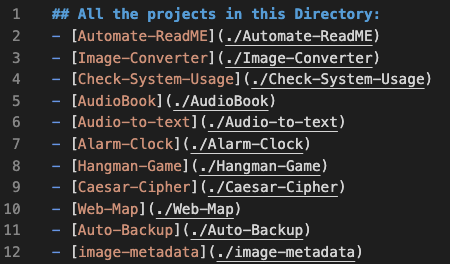 1 ## All the projects in this Directory:
2 - [Automate-ReadME](./Automate-ReadME)
3 - [Image-Converter](./Image-Converter)
4 - [Check-System-Usage](./Check-System-Usage)
5 - [AudioBook](./AudioBook)
6 - [Audio-to-text](./Audio-to-text)
7 - [Alarm-Clock](./Alarm-Clock)
8 - [Hangman-Game](./Hangman-Game)
9 - [Caesar-Cipher](./Caesar-Cipher)
10 - [Web-Map](./Web-Map)
11 - [Auto-Backup](./Auto-Backup)
12 - [image-metadata](./image-metadata)